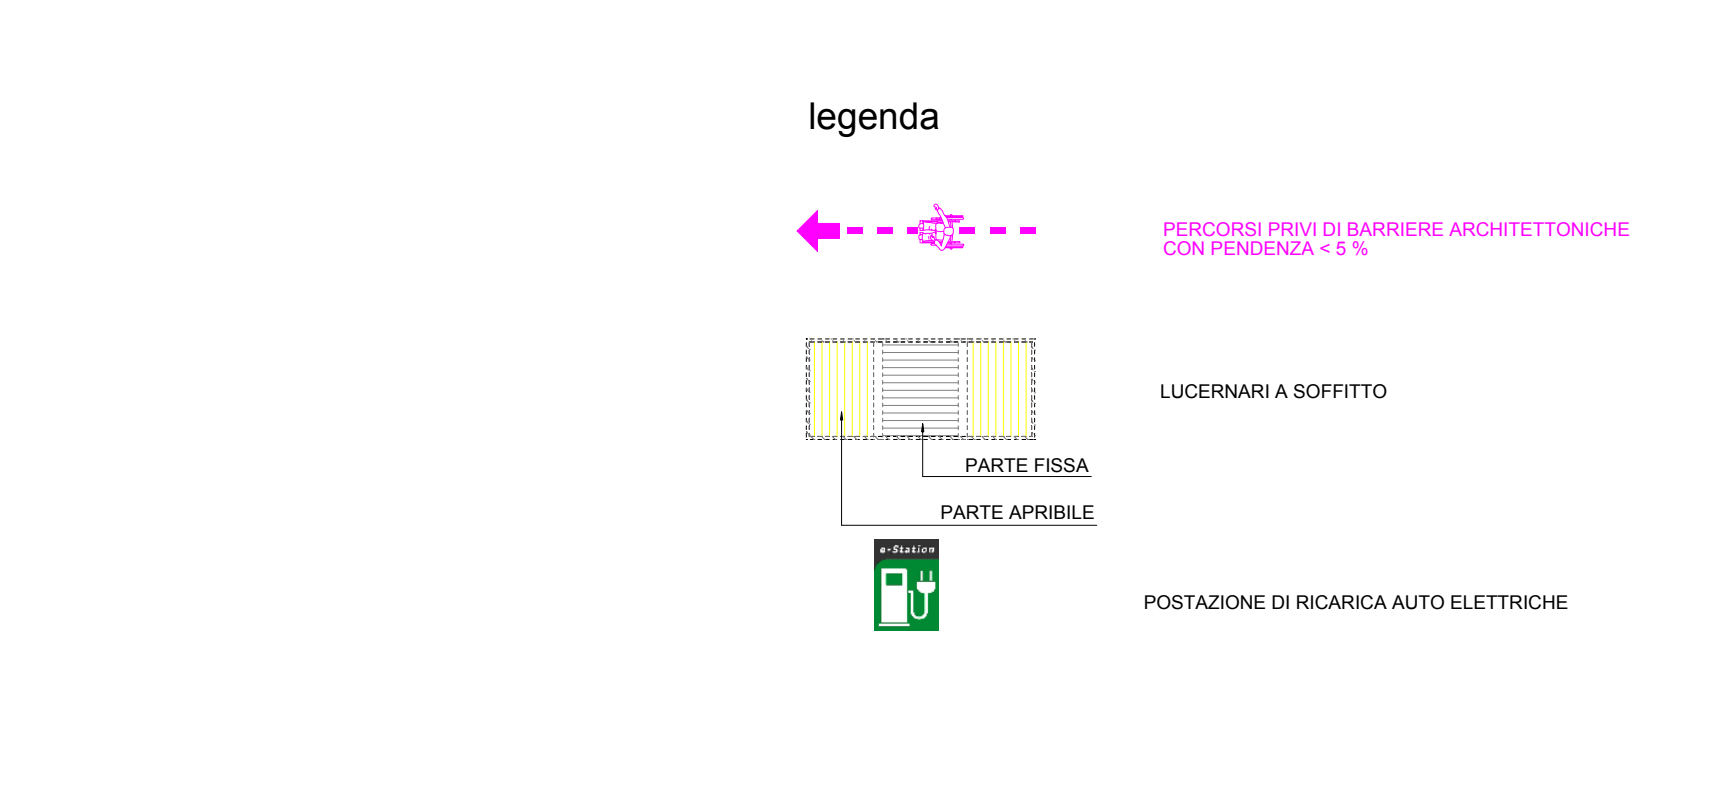 legenda
PERCORSI PRIVI DI BARRIERE ARCHITETTONICHE
CON PENDENZA < 5 %
LUCERNARI A SOFFITTO
PARTE FISSA
PARTE APRIBILE
e-Station
POSTAZIONE DI RICARICA AUTO ELETTRICHE